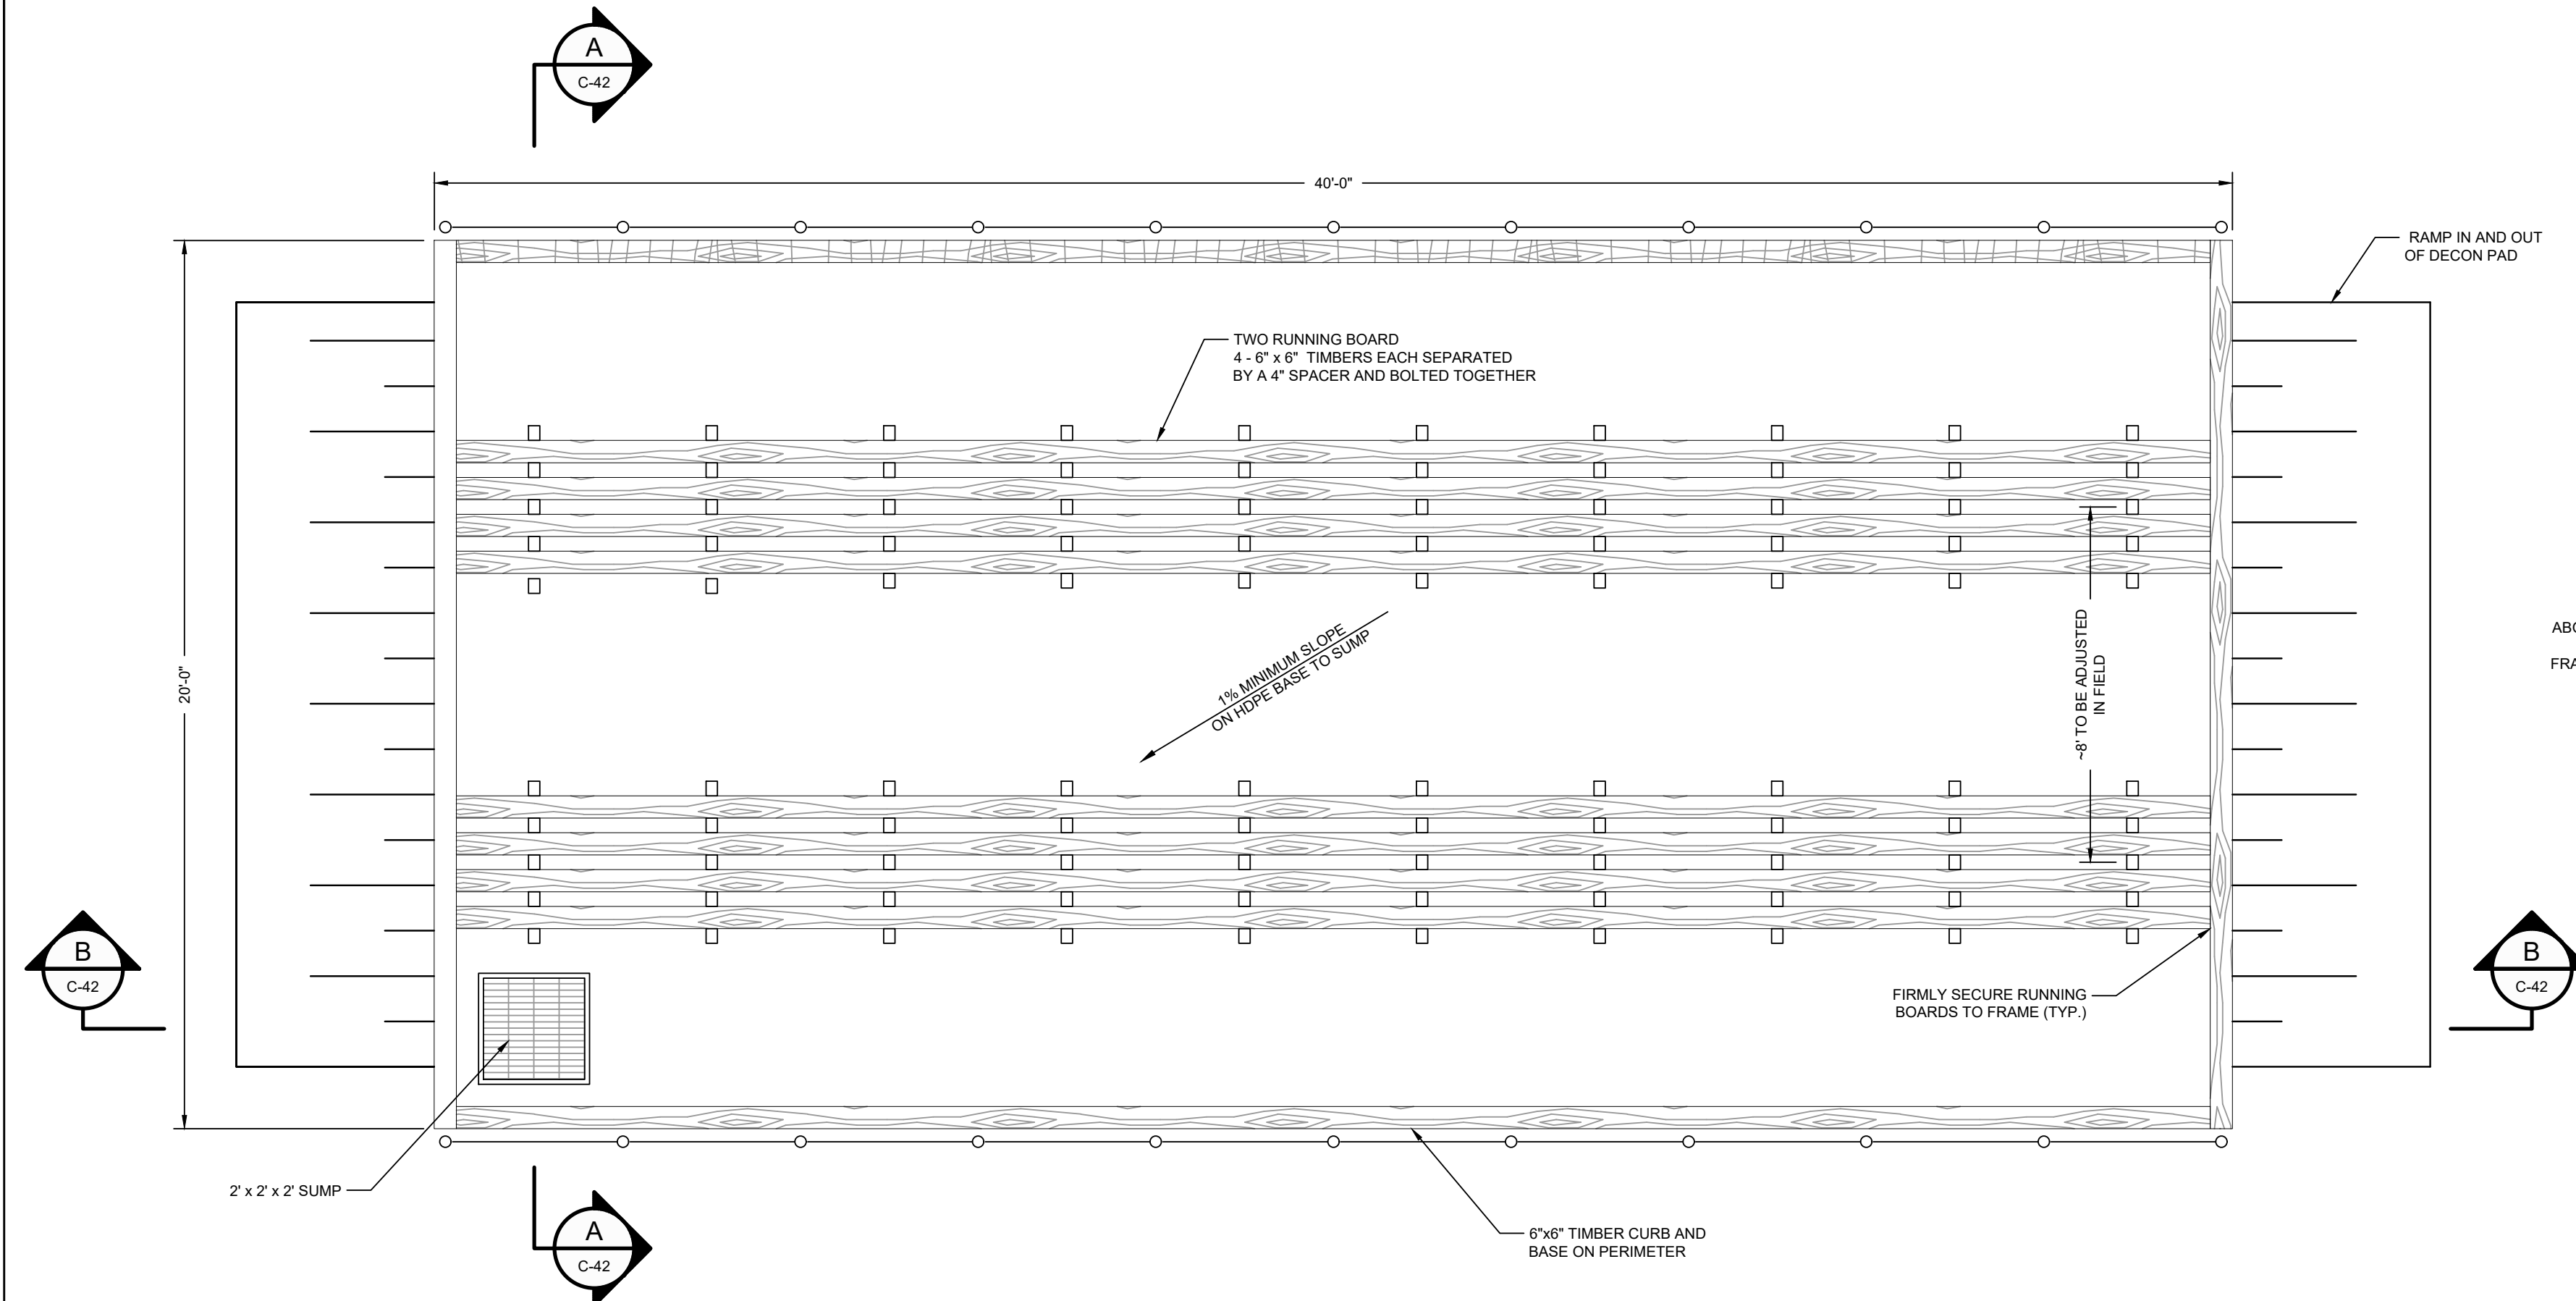 A
C-42
40'-0"
RAMP IN AND OUT
OF DECON PAD
TWO RUNNING BOARD
4 - 6" x 6" TIMBERS EACH SEPARATED
BY A 4" SPACER AND BOLTED TOGETHER
20'-0"
1% MINIMUM SLOPE
ON HDPE BASE TO SUMP
~8' TO BE ADJUSTED
IN FIELD
B
C-42
FIRMLY SECURE RUNNING
BOARDS TO FRAME (TYP.)
B
C-42
2' x 2' x 2' SUMP
A
C-42
6"x6" TIMBER CURB AND
BASE ON PERIMETER